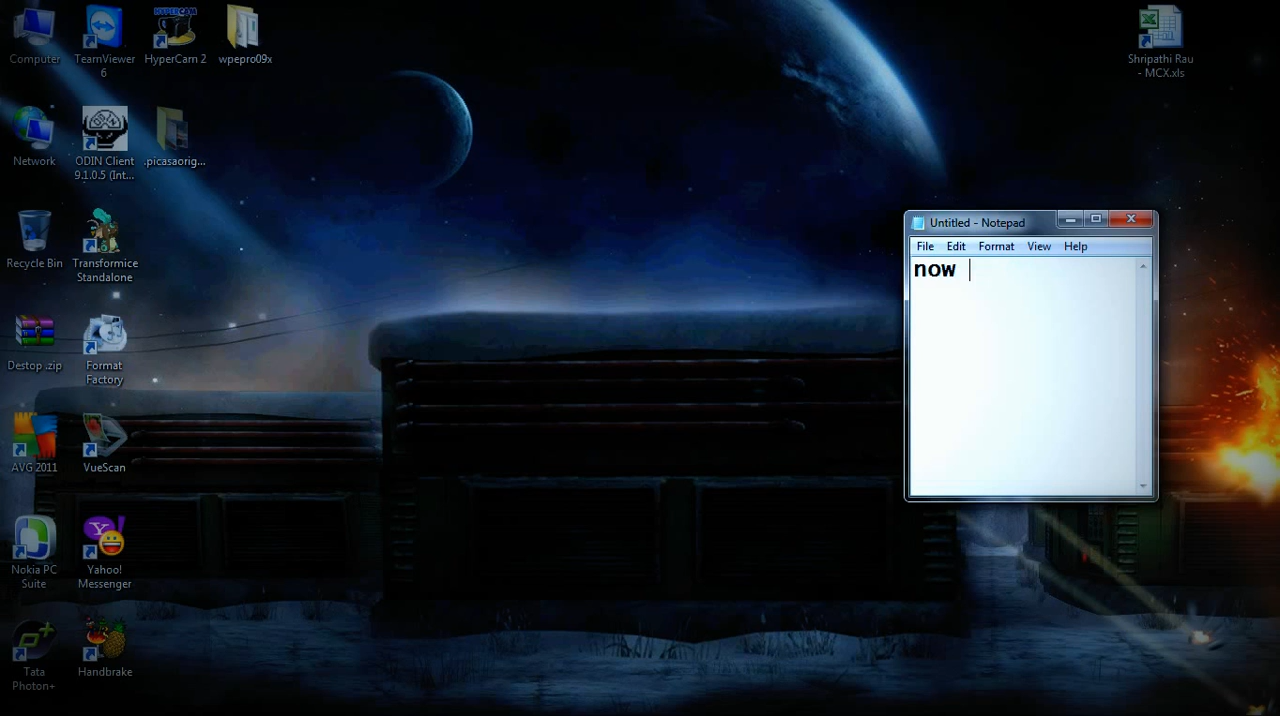 Computer
TeamViewer
6
HyperCam 2
wpepro09x
Shripathi Rau
- MCX.xls
Network
ODIN Client
9.1.0.5 (Int...
.picasaorig...
Recycle Bin
Transformice
Standalone
Destop .zip
Format
Factory
AVG 2011
VueScan
Nokia PC
Suite
Yahoo!
Messenger
Tata
Photon+
Handbrake
Untitled - Notepad
File Edit Format View Help
now